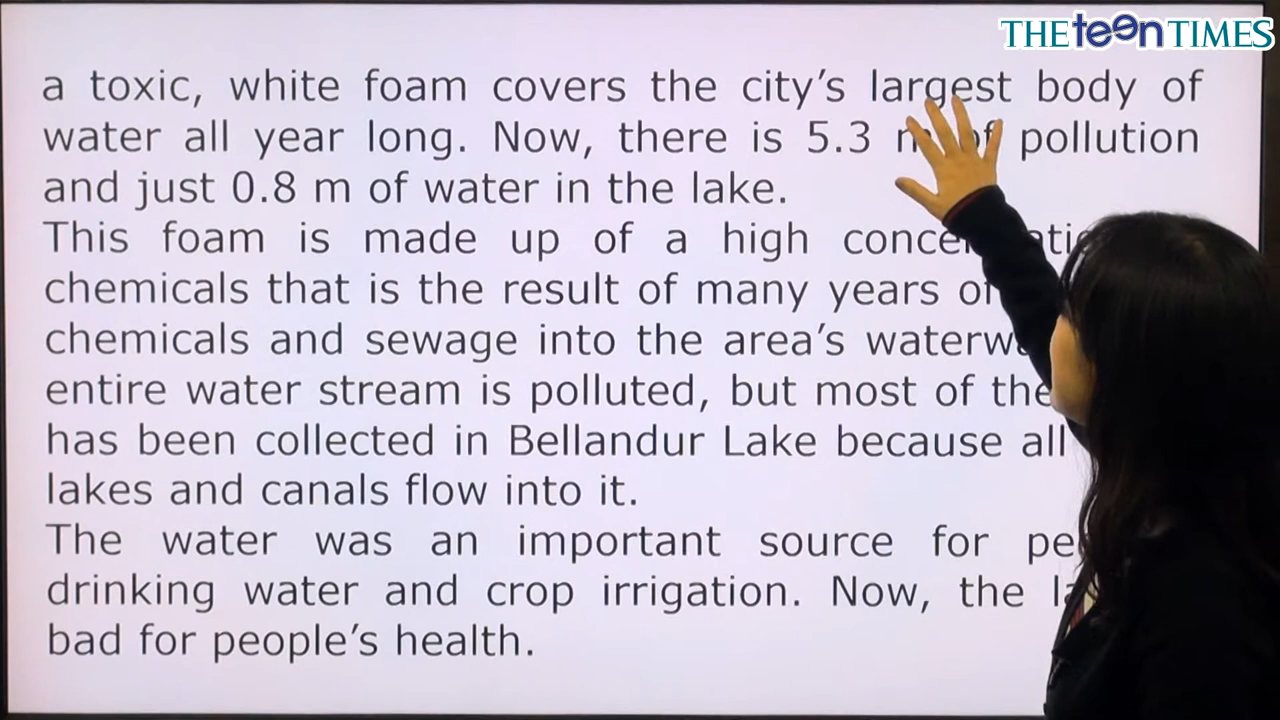 THE teen TIMES
a toxic, white foam covers the city's largest body of
water all year long. Now, there is 5.3 m of pollution
and just 0.8 m of water in the lake.
This foam is made up of a high
chemicals that is the result of many years of
chemicals and sewage into the area's
entire water stream is polluted, but most of the
has been collected in Bellandur Lake because all
lakes and canals flow into it.
The water was an important source for
drinking water and crop irrigation. Now, the
bad for people's health.